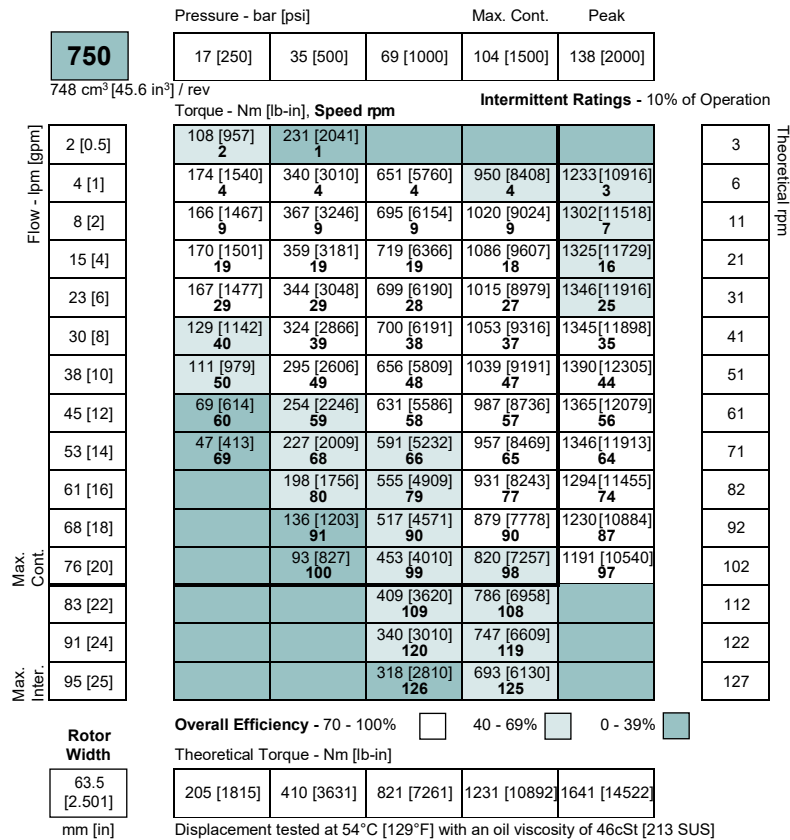 Pressure - bar [psi] Max. Cont. Peak
750 17 [250] 35 [500] 69 [1000] 104 [1500] 138 [2000]
748 cm³ [45.6 in³] / rev
Intermittent Ratings - 10% of Operation
Torque - Nm [lb-in], Speed rpm
Flow - lpm [gpm]
Theoretical rpm
2 [0.5] 108 [957] 231 [2041] 3
2 1
4 [1] 174 [1540] 340 [3010] 651 [5760] 950 [8408] 1233 [10916] 6
4 4 4 4 3
8 [2] 166 [1467] 367 [3246] 695 [6154] 1020 [9024] 1302 [11518] 11
9 9 9 9 7
15 [4] 170 [1501] 359 [3181] 719 [6366] 1086 [9607] 1325 [11729] 21
19 19 19 18 16
23 [6] 167 [1477] 344 [3048] 699 [6190] 1015 [8979] 1346 [11916] 31
29 29 28 27 25
30 [8] 129 [1142] 324 [2866] 700 [6191] 1053 [9316] 1345 [11898] 41
40 39 38 37 35
38 [10] 111 [979] 295 [2606] 656 [5809] 1039 [9191] 1390 [12305] 51
50 49 48 47 44
45 [12] 69 [614] 254 [2246] 631 [5586] 987 [8736] 1365 [12079] 61
60 59 58 57 56
53 [14] 47 [413] 227 [2009] 591 [5232] 957 [8469] 1346 [11913] 71
69 68 66 65 64
61 [16] 198 [1756] 555 [4909] 931 [8243] 1294 [11455] 82
80 79 77 74
68 [18] 136 [1203] 517 [4571] 879 [7778] 1230 [10884] 92
91 90 90 87
Max.
Cont.
76 [20] 93 [827] 453 [4010] 820 [7257] 1191 [10540] 102
100 99 98 97
83 [22] 409 [3620] 786 [6958] 112
109 108
91 [24] 340 [3010] 747 [6609] 122
120 119
Max.
Inter.
95 [25] 318 [2810] 693 [6130] 127
126 125
Overall Efficiency - 70 - 100% 40 - 69% 0 - 39%
Rotor
Width
Theoretical Torque - Nm [lb-in]
63.5
[2.501]
205 [1815] 410 [3631] 821 [7261] 1231 [10892] 1641 [14522]
mm [in] Displacement tested at 54°C [129°F] with an oil viscosity of 46cSt [213 SUS]